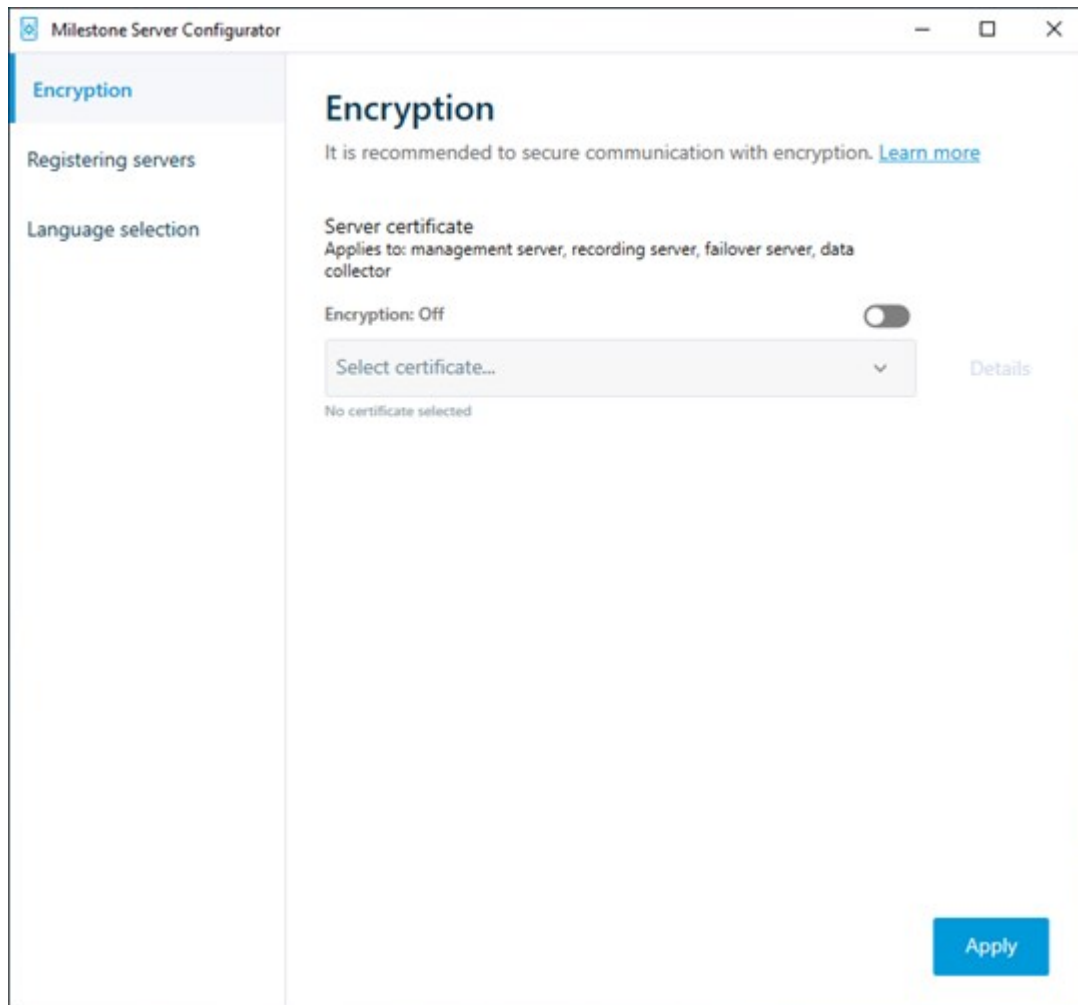 Milestone Server Configurator
Encryption
Registering servers
Language selection
Encryption
It is recommended to secure communication with encryption. Learn more
Server certificate
Applies to: management server, recording server, failover server, data
collector
Encryption: Off
Select certificate...
Details
No certificate selected
Apply